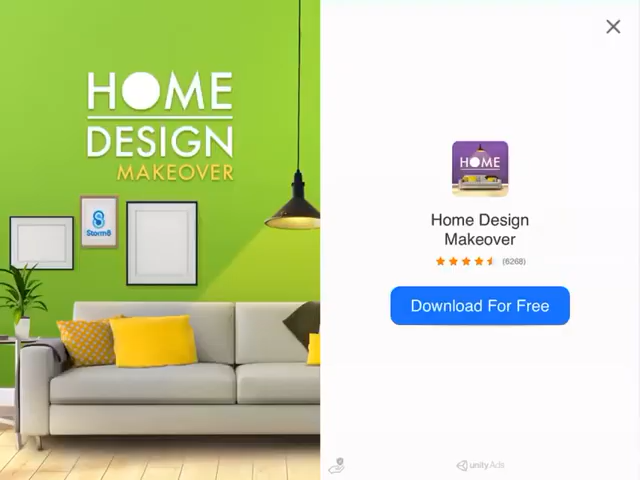 HOME
DESIGN
MAKEOVER
Storm8
HOME
Home Design
Makeover
(6268)
Download For Free
unity Ads